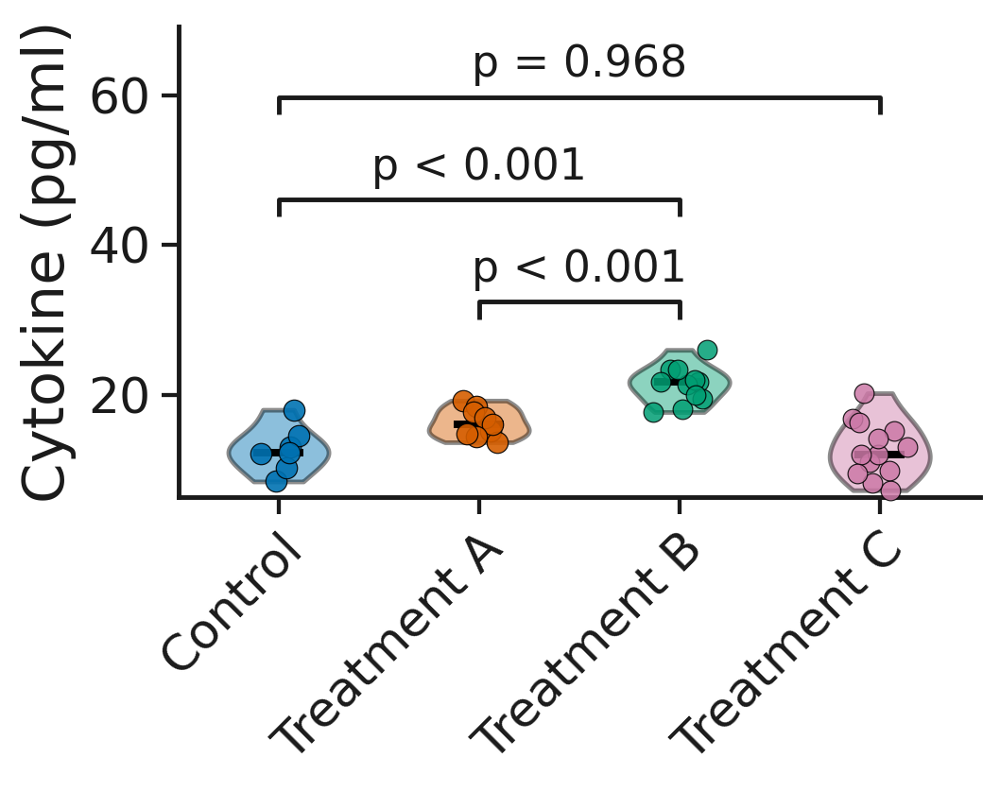 p = 0.968
p < 0.001
p < 0.001
Cytokine (pg/ml)
60
40
20
Control
Treatment A
Treatment B
Treatment C